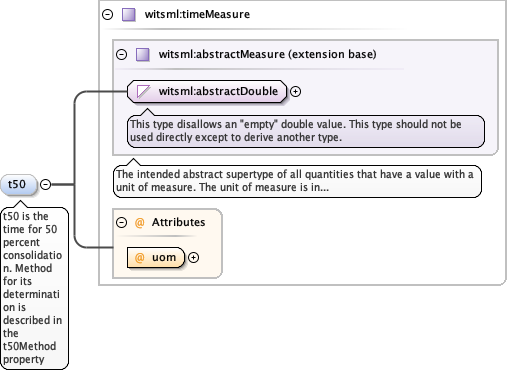 witsml:timeMeasure
witsml:abstractMeasure (extension base)
witsml:abstractDouble
This type disallows an "empty" double value. This type should not be
used directly except to derive another type.
The intended abstract supertype of all quantities that have a value with a
unit of measure. The unit of measure is in...
t50
t50 is the
time for 50
percent
consolidatio
n. Method
for its
determinati
on is
described in
the
t50Method
property
@ Attributes
@ uom